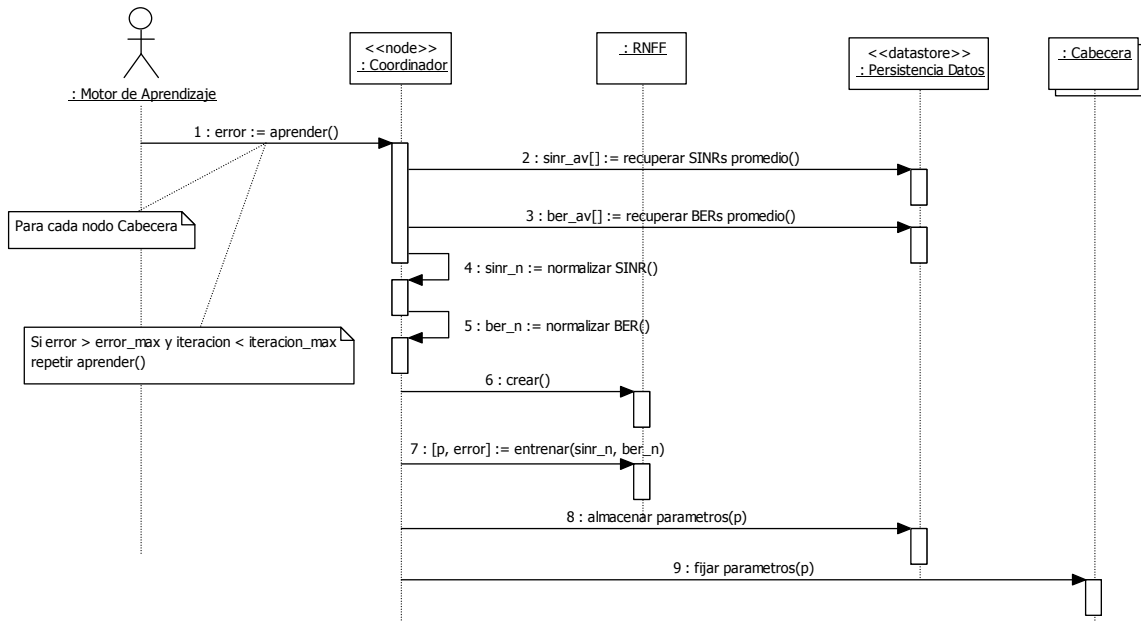 <<node>>
: Coordinador
: RNFF
<<datastore>>
: Persistencia Datos
: Cabecera
: Motor de Aprendizaje
1 : error := aprender()
2 : sinr_av[] := recuperar SINRs promedio()
Para cada nodo Cabecera
3 : ber_av[] := recuperar BERs promedio()
4 : sinr_n := normalizar SINR()
5 : ber_n := normalizar BER()
Si error > error_max y iteracion < iteracion_max
repetir aprender()
6 : crear()
7 : [p, error] := entrenar(sinr_n, ber_n)
8 : almacenar parametros(p)
9 : fijar parametros(p)